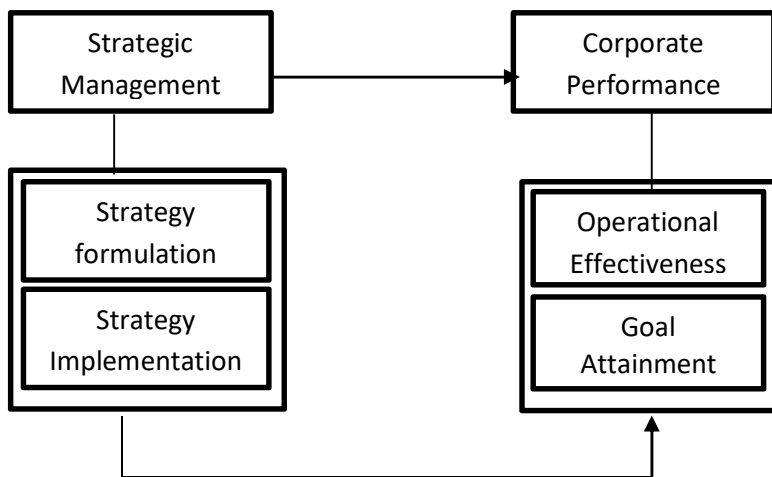 Strategic
Management
Corporate
Performance
Strategy
formulation
Strategy
Implementation
Operational
Effectiveness
Goal
Attainment